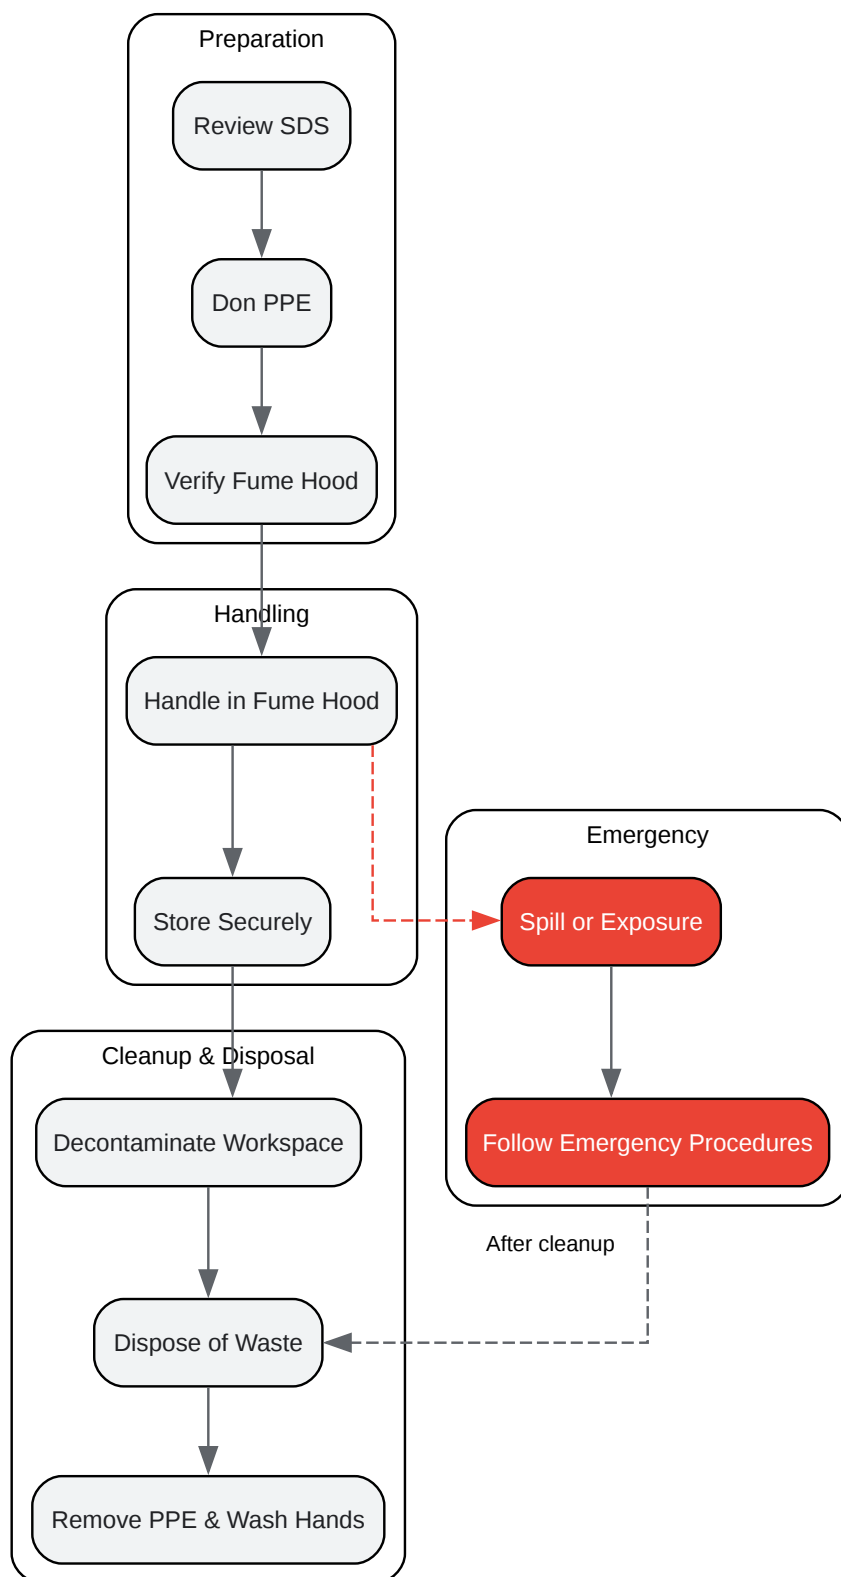 Preparation
Review SDS
Don PPE
Verify Fume Hood
Handling
Handle in Fume Hood
Store Securely
Emergency
Spill or Exposure
Follow Emergency Procedures
After cleanup
Cleanup & Disposal
Decontaminate Workspace
Dispose of Waste
Remove PPE & Wash Hands